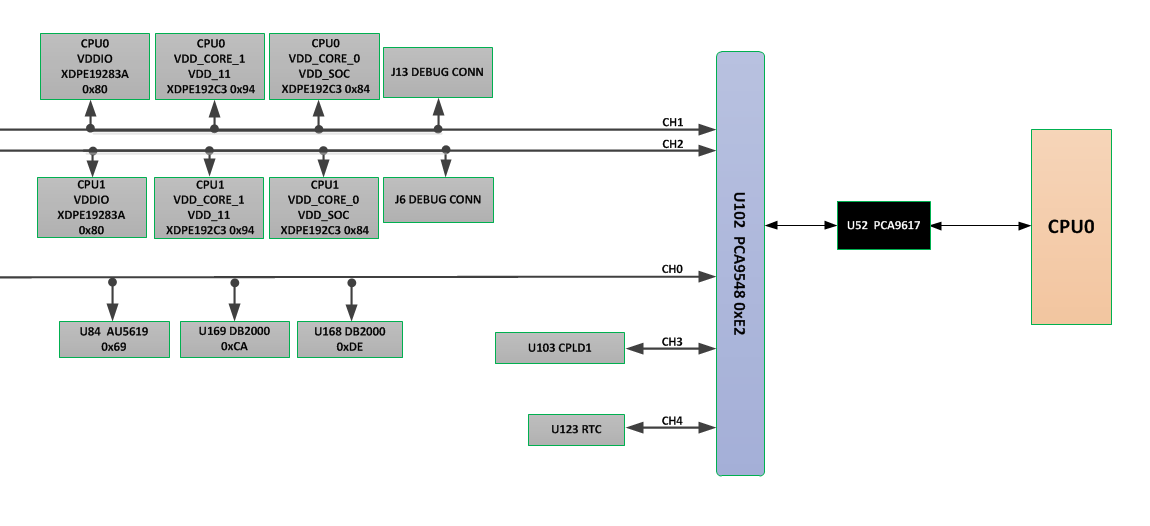 CPU0
VDDIO
XDPE19283A
0x80
CPU0
VDD_CORE_1
VDD_11
XDPE192C3 0x94
CPU0
VDD_CORE_0
VDD_SOC
XDPE192C3 0x84
J13 DEBUG CONN
CH1
CH2
CPU1
VDDIO
XDPE19283A
0x80
CPU1
VDD_CORE_1
VDD_11
XDPE192C3 0x94
CPU1
VDD_CORE_0
VDD_SOC
XDPE192C3 0x84
J6 DEBUG CONN
CH0
U84 AU5619
0x69
U169 DB2000
0xCA
U168 DB2000
0xDE
U103 CPLD1
CH3
U123 RTC
CH4
U102 PCA9548 0xE2
U52 PCA9617
CPU0